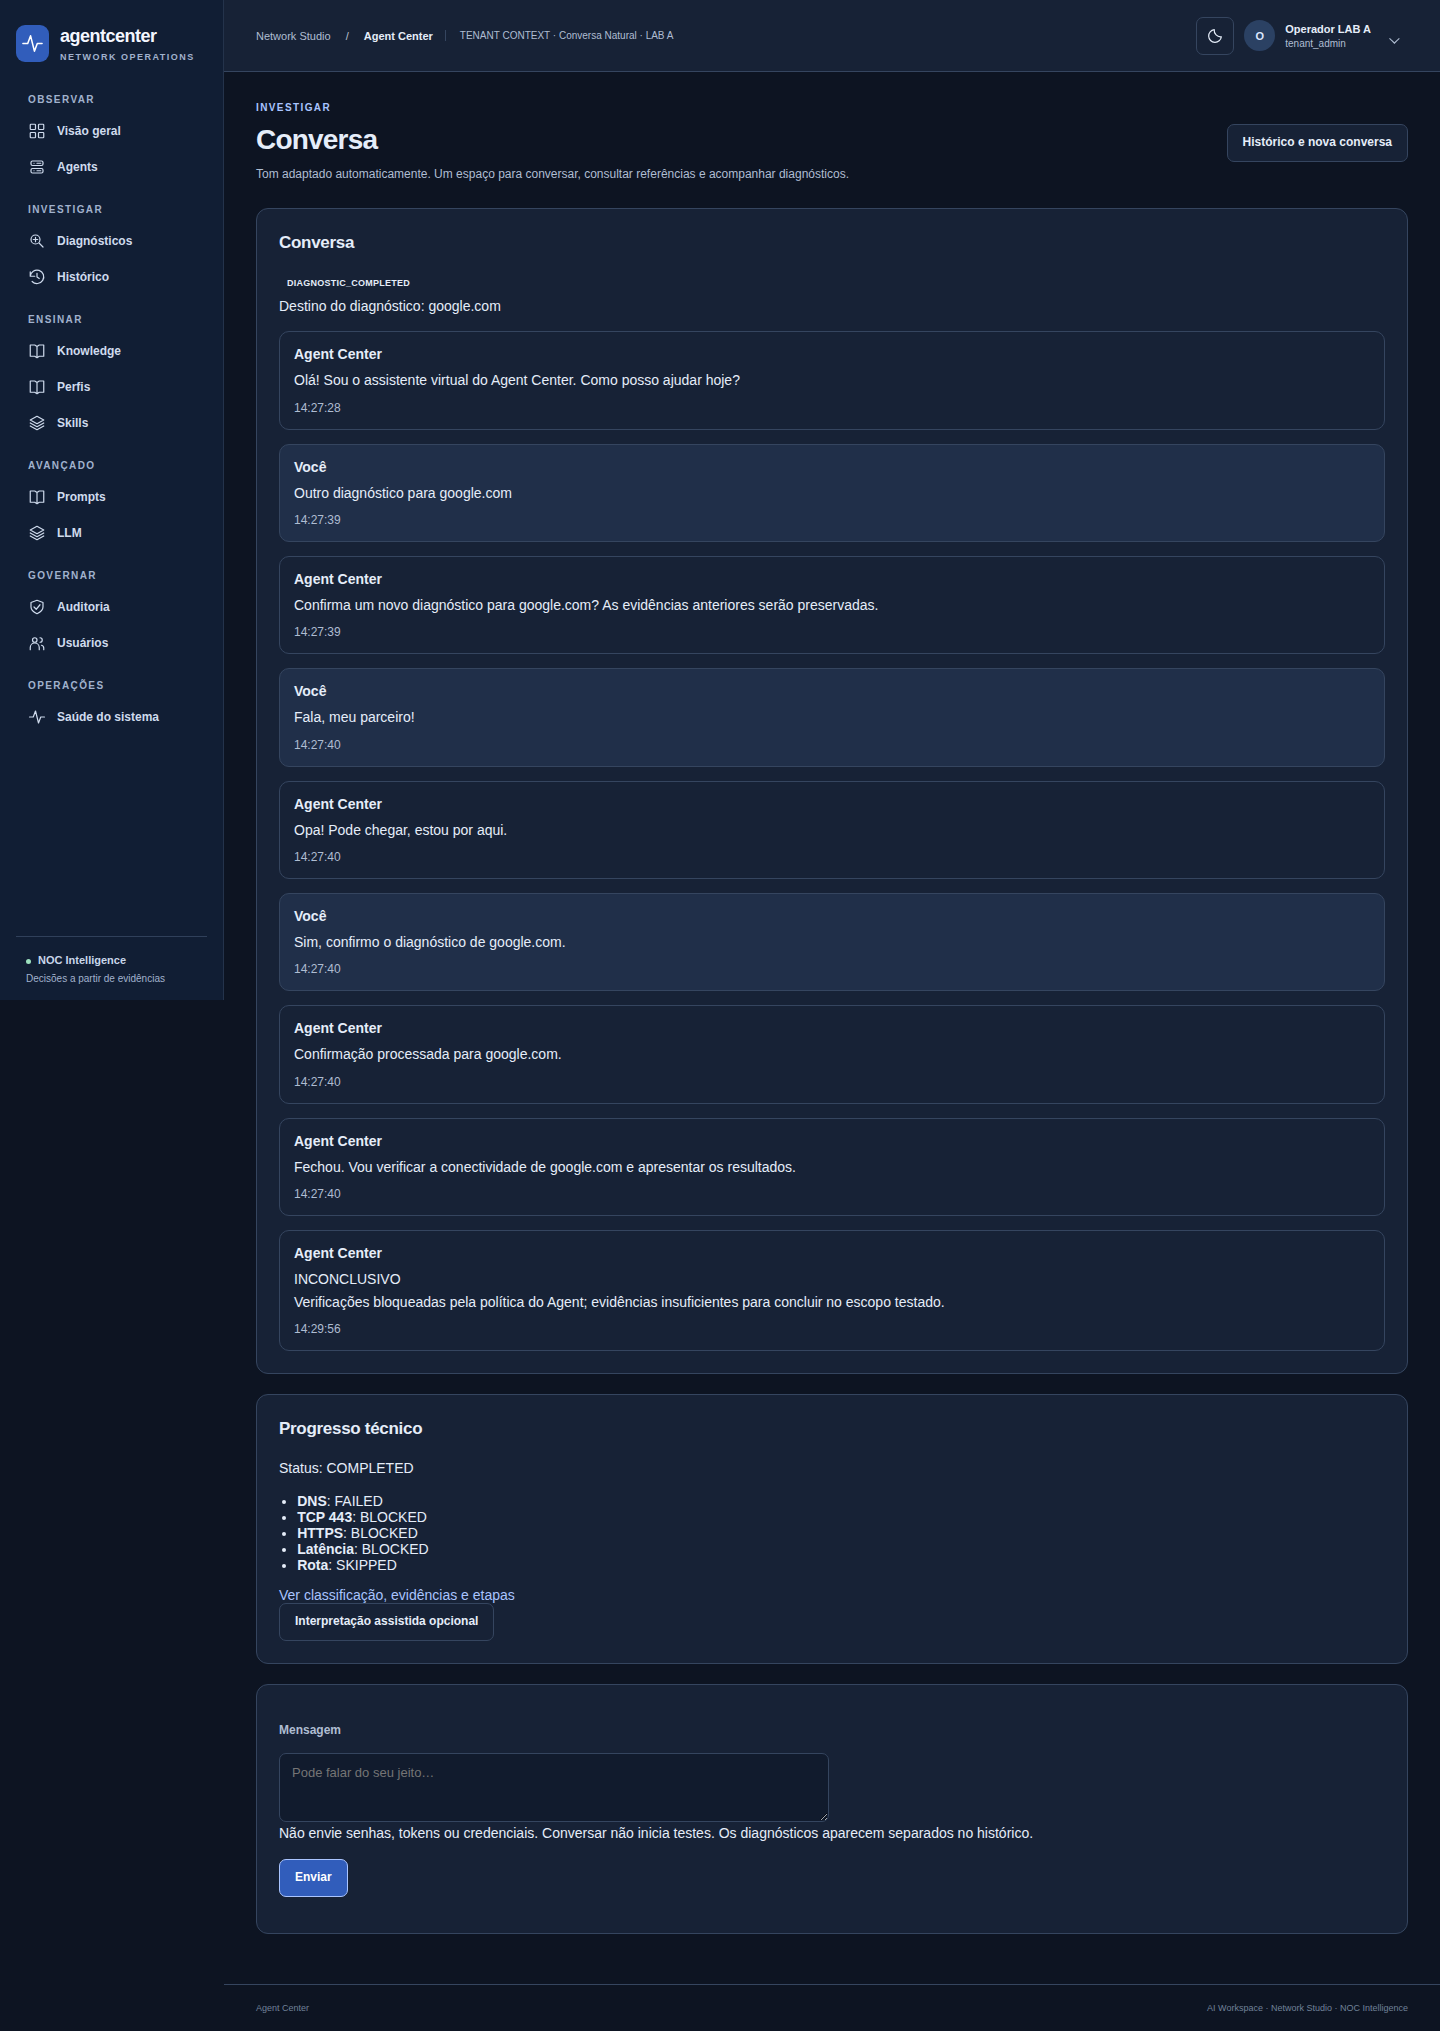 agentcenter
NETWORK OPERATIONS
OBSERVAR
Visão geral
Agents
INVESTIGAR
Diagnósticos
Histórico
ENSINAR
Knowledge
Perfis
Skills
AVANÇADO
Prompts
LLM
GOVERNAR
Auditoria
Usuários
OPERAÇÕES
Saúde do sistema
NOC Intelligence
Decisões a partir de evidências
Network Studio / Agent Center TENANT CONTEXT · Conversa Natural · LAB A
O
Operador LAB A
tenant_admin
INVESTIGAR
Conversa
Histórico e nova conversa
Tom adaptado automaticamente. Um espaço para conversar, consultar referências e acompanhar diagnósticos.
Conversa
DIAGNOSTIC_COMPLETED
Destino do diagnóstico: google.com
Agent Center
Olá! Sou o assistente virtual do Agent Center. Como posso ajudar hoje?
14:27:28
Você
Outro diagnóstico para google.com
14:27:39
Agent Center
Confirma um novo diagnóstico para google.com? As evidências anteriores serão preservadas.
14:27:39
Você
Fala, meu parceiro!
14:27:40
Agent Center
Opa! Pode chegar, estou por aqui.
14:27:40
Você
Sim, confirmo o diagnóstico de google.com.
14:27:40
Agent Center
Confirmação processada para google.com.
14:27:40
Agent Center
Fechou. Vou verificar a conectividade de google.com e apresentar os resultados.
14:27:40
Agent Center
INCONCLUSIVO
Verificações bloqueadas pela política do Agent; evidências insuficientes para concluir no escopo testado.
14:29:56
Progresso técnico
Status: COMPLETED
• DNS: FAILED
• TCP 443: BLOCKED
• HTTPS: BLOCKED
• Latência: BLOCKED
• Rota: SKIPPED
Ver classificação, evidências e etapas
Interpretação assistida opcional
Mensagem
Pode falar do seu jeito…
Não envie senhas, tokens ou credenciais. Conversar não inicia testes. Os diagnósticos aparecem separados no histórico.
Enviar
Agent Center
AI Workspace · Network Studio · NOC Intelligence